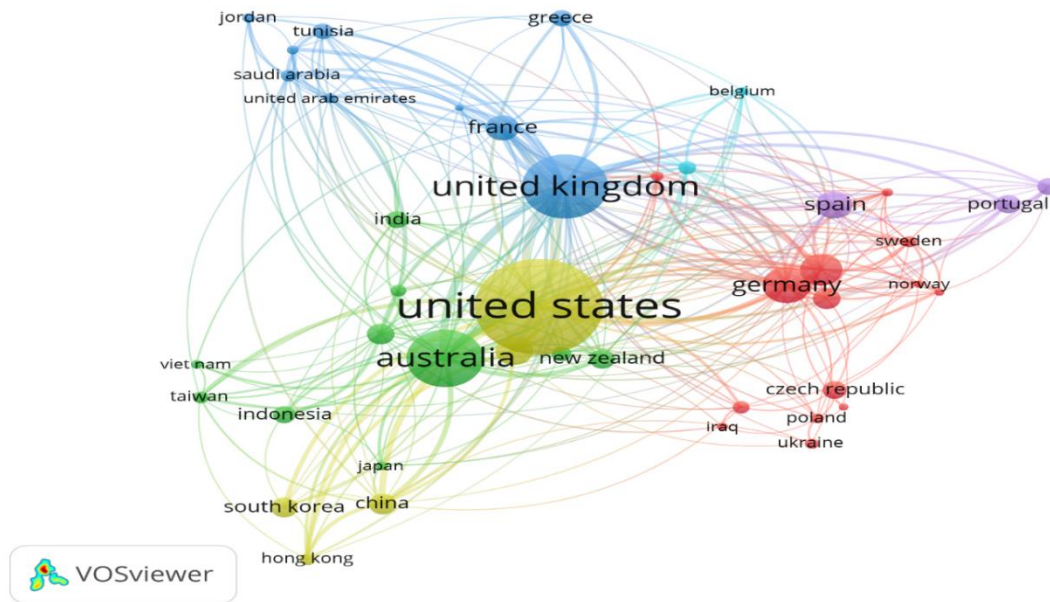 jordan
greece
tunisia
saudi arabia
united arab emirates
belgium
france
united kingdom
spain
portugal
india
sweden
germany
norway
united states
australia
new zealand
viet nam
taiwan
czech republic
indonesia
poland
iraq
ukraine
japan
south korea
china
hong kong
VOSviewer